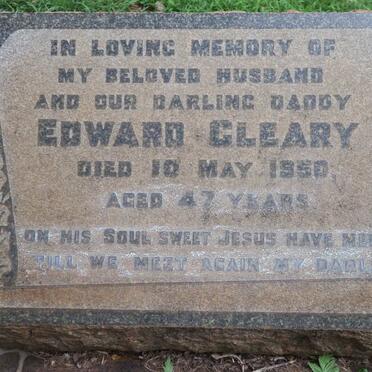 IN LOVING MEMORY OF
MY BELOVED HUSBAND
AND OUR DARLING DADDY
EDWARD CLEARY
DIED 10 MAY 1950,
AGED 47 YEARS
ON HIS SOUL SWEET JESUS HAVE
TILL WE MEET AGAIN MY